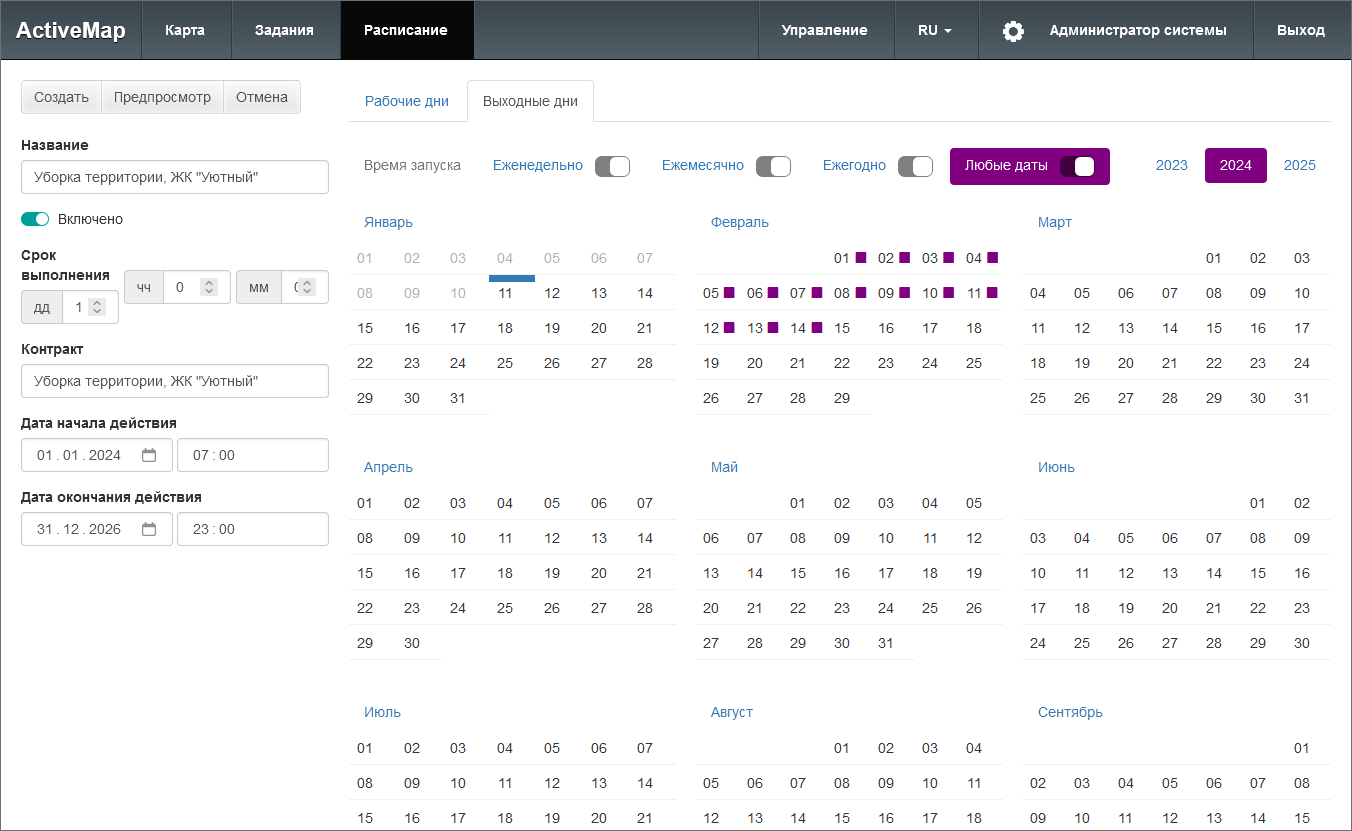 ActiveMap Карта Задания Расписание Управление RU Администратор системы Выход
Создать Предпросмотр Отмена
Рабочие дни Выходные дни
Название
Уборка территории, ЖК "Уютный"
Включено
Срок
выполнения
дд 1 чч 0 мм
Контракт
Уборка территории, ЖК "Уютный"
Дата начала действия
01 . 01 . 2024 07 : 00
Дата окончания действия
31 . 12 . 2026 23 : 00
Время запуска Еженедельно Ежемесячно Ежегодно Любые даты 2023 2024 2025
Январь
01 02 03 04 05 06 07
08 09 10 11 12 13 14
15 16 17 18 19 20 21
22 23 24 25 26 27 28
29 30 31
Февраль
01 02 03 04
05 06 07 08 09 10 11
12 13 14 15 16 17 18
19 20 21 22 23 24 25
26 27 28 29
Март
01 02 03
04 05 06 07 08 09 10
11 12 13 14 15 16 17
18 19 20 21 22 23 24
25 26 27 28 29 30 31
Апрель
01 02 03 04 05 06 07
08 09 10 11 12 13 14
15 16 17 18 19 20 21
22 23 24 25 26 27 28
29 30
Май
01 02 03 04 05
06 07 08 09 10 11 12
13 14 15 16 17 18 19
20 21 22 23 24 25 26
27 28 29 30 31
Июнь
01 02
03 04 05 06 07 08 09
10 11 12 13 14 15 16
17 18 19 20 21 22 23
24 25 26 27 28 29 30
Июль
01 02 03 04 05 06 07
08 09 10 11 12 13 14
15 16 17 18 19 20 21
Август
01 02 03 04
05 06 07 08 09 10 11
12 13 14 15 16 17 18
Сентябрь
01
02 03 04 05 06 07 08
09 10 11 12 13 14 15